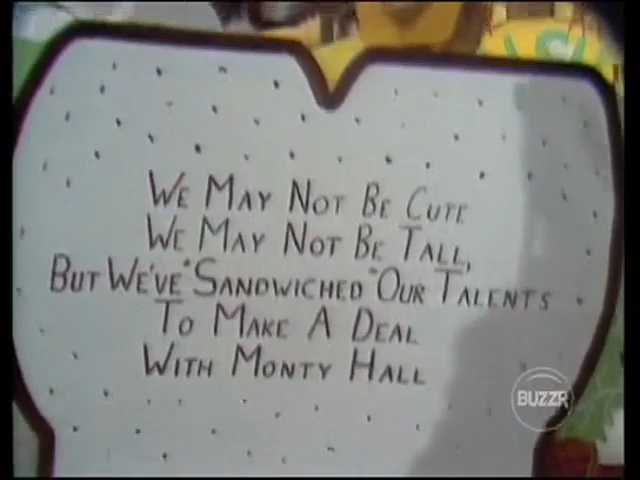 We May Not Be Cute
We May Not Be Tall,
But We've "Sandwiched" Our Talents
To Make A Deal
With Monty Hall
BUZZR